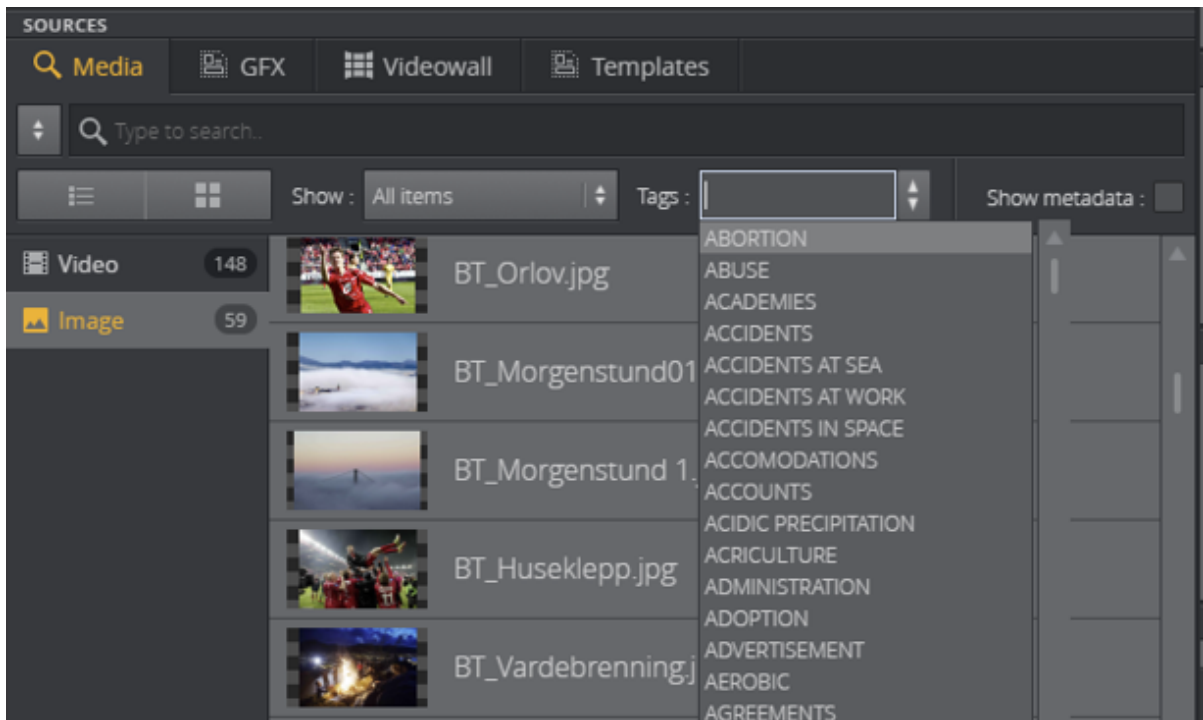 SOURCES
Media GFX Videowall Templates
Type to search..
Show : All items Tags : Show metadata :
Video 148
Image 59
BT_Orlov.jpg
BT_Morgenstund01
BT_Morgenstund 1.
BT_Huseklepp.jpg
BT_Vardebrenning.j
ABORTION
ABUSE
ACADEMIES
ACCIDENTS
ACCIDENTS AT SEA
ACCIDENTS AT WORK
ACCIDENTS IN SPACE
ACCOMODATIONS
ACCOUNTS
ACIDIC PRECIPITATION
ACRICULTURE
ADMINISTRATION
ADOPTION
ADVERTISEMENT
AEROBIC
AGREEMENTS